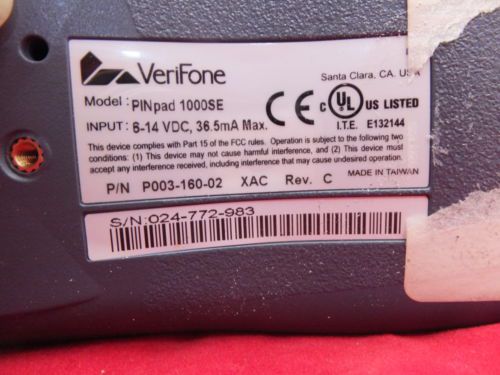 VeriFone
Santa Clara, CA. USA
Model : PINpad 1000SE
CE c UL US LISTED
INPUT: 6-14 VDC, 36.5mA Max.
I.T.E. E132144
This device complies with Part 15 of the FCC rules. Operation is subject to the following two
conditions: (1) This device may not cause harmful interference, and (2) This device must
accept any interference received, including interference that may cause undesired operation.
P/N P003-160-02 XAC Rev. C MADE IN TAIWAN
S/N:024-772-983